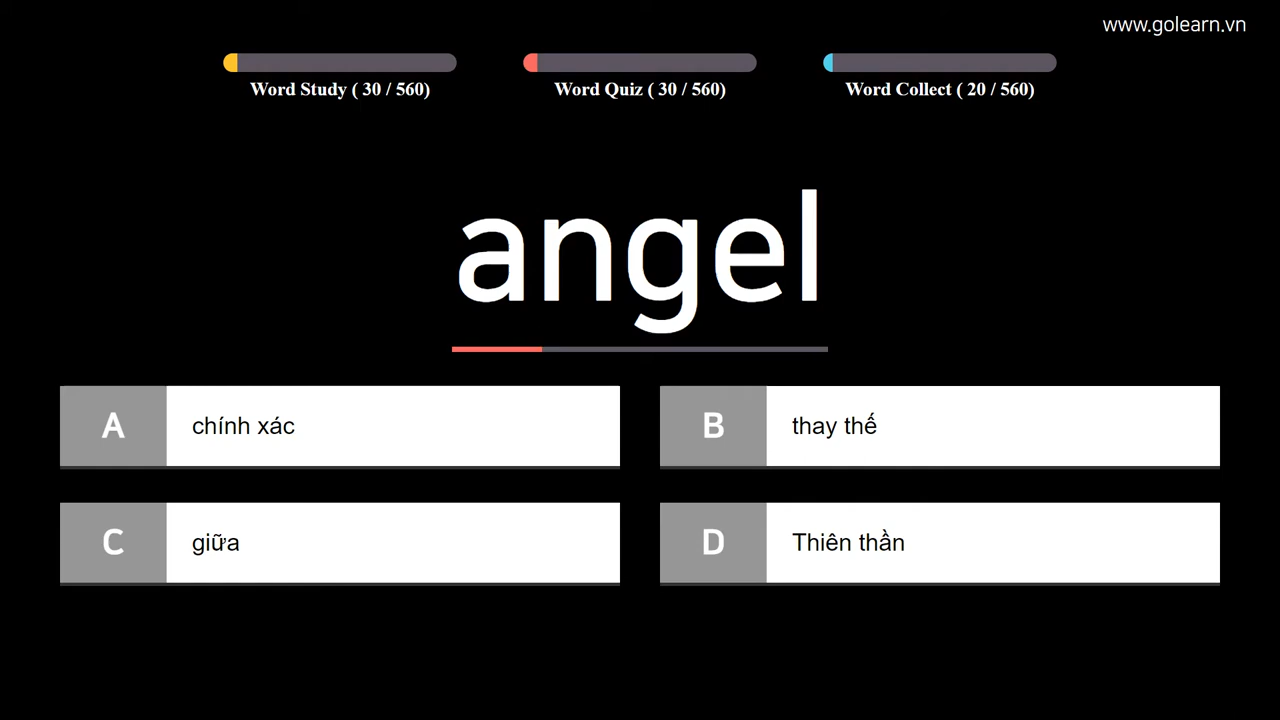 www.golearn.vn
Word Study ( 30 / 560)
Word Quiz ( 30 / 560)
Word Collect ( 20 / 560)
angel
A chính xác
B thay thế
C giữa
D Thiên thần